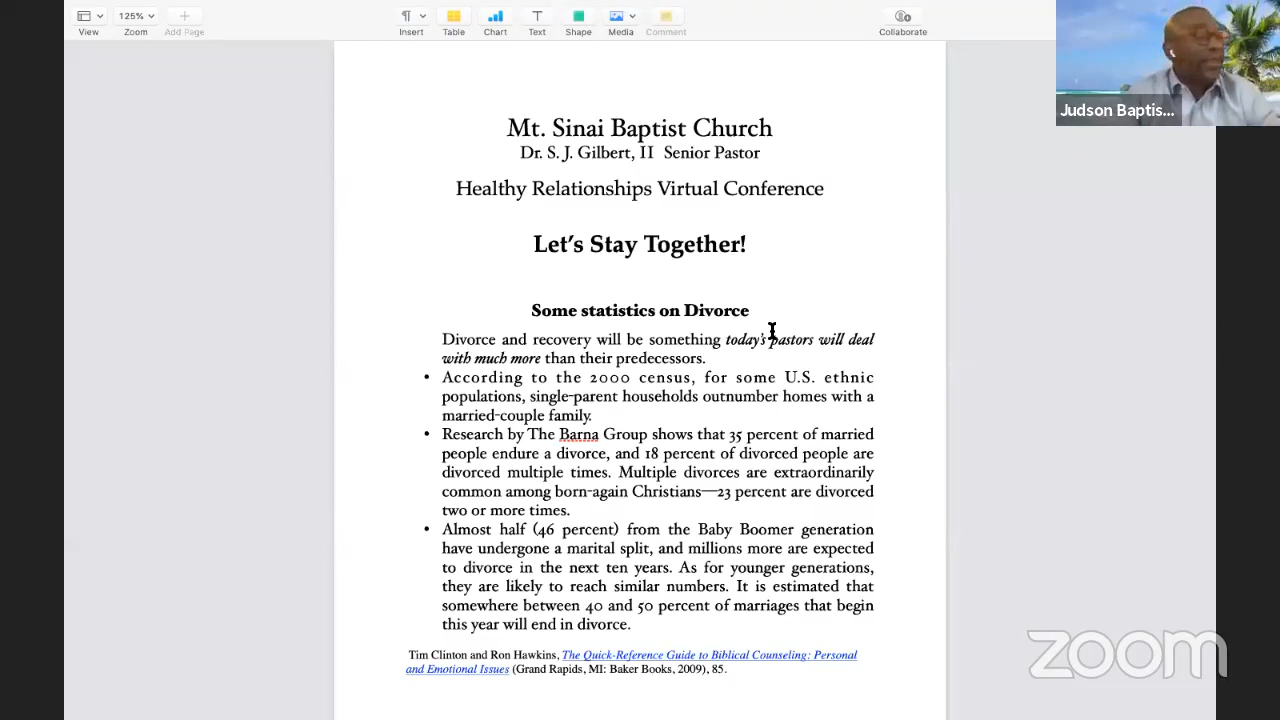 View
125%
Zoom
Add Page
Insert
Table
Chart
Text
Shape
Media
Comment
Collaborate
Judson Baptis...
Mt. Sinai Baptist Church
Dr. S. J. Gilbert, II Senior Pastor
Healthy Relationships Virtual Conference
Let's Stay Together!
Some statistics on Divorce
Divorce and recovery will be something today's pastors will deal
with much more than their predecessors.
• According to the 2000 census, for some U.S. ethnic
populations, single-parent households outnumber homes with a
married-couple family.
• Research by The Barna Group shows that 35 percent of married
people endure a divorce, and 18 percent of divorced people are
divorced multiple times. Multiple divorces are extraordinarily
common among born-again Christians—23 percent are divorced
two or more times.
• Almost half (46 percent) from the Baby Boomer generation
have undergone a marital split, and millions more are expected
to divorce in the next ten years. As for younger generations,
they are likely to reach similar numbers. It is estimated that
somewhere between 40 and 50 percent of marriages that begin
this year will end in divorce.
Tim Clinton and Ron Hawkins, The Quick-Reference Guide to Biblical Counseling: Personal
and Emotional Issues (Grand Rapids, MI: Baker Books, 2009), 85.
zoom